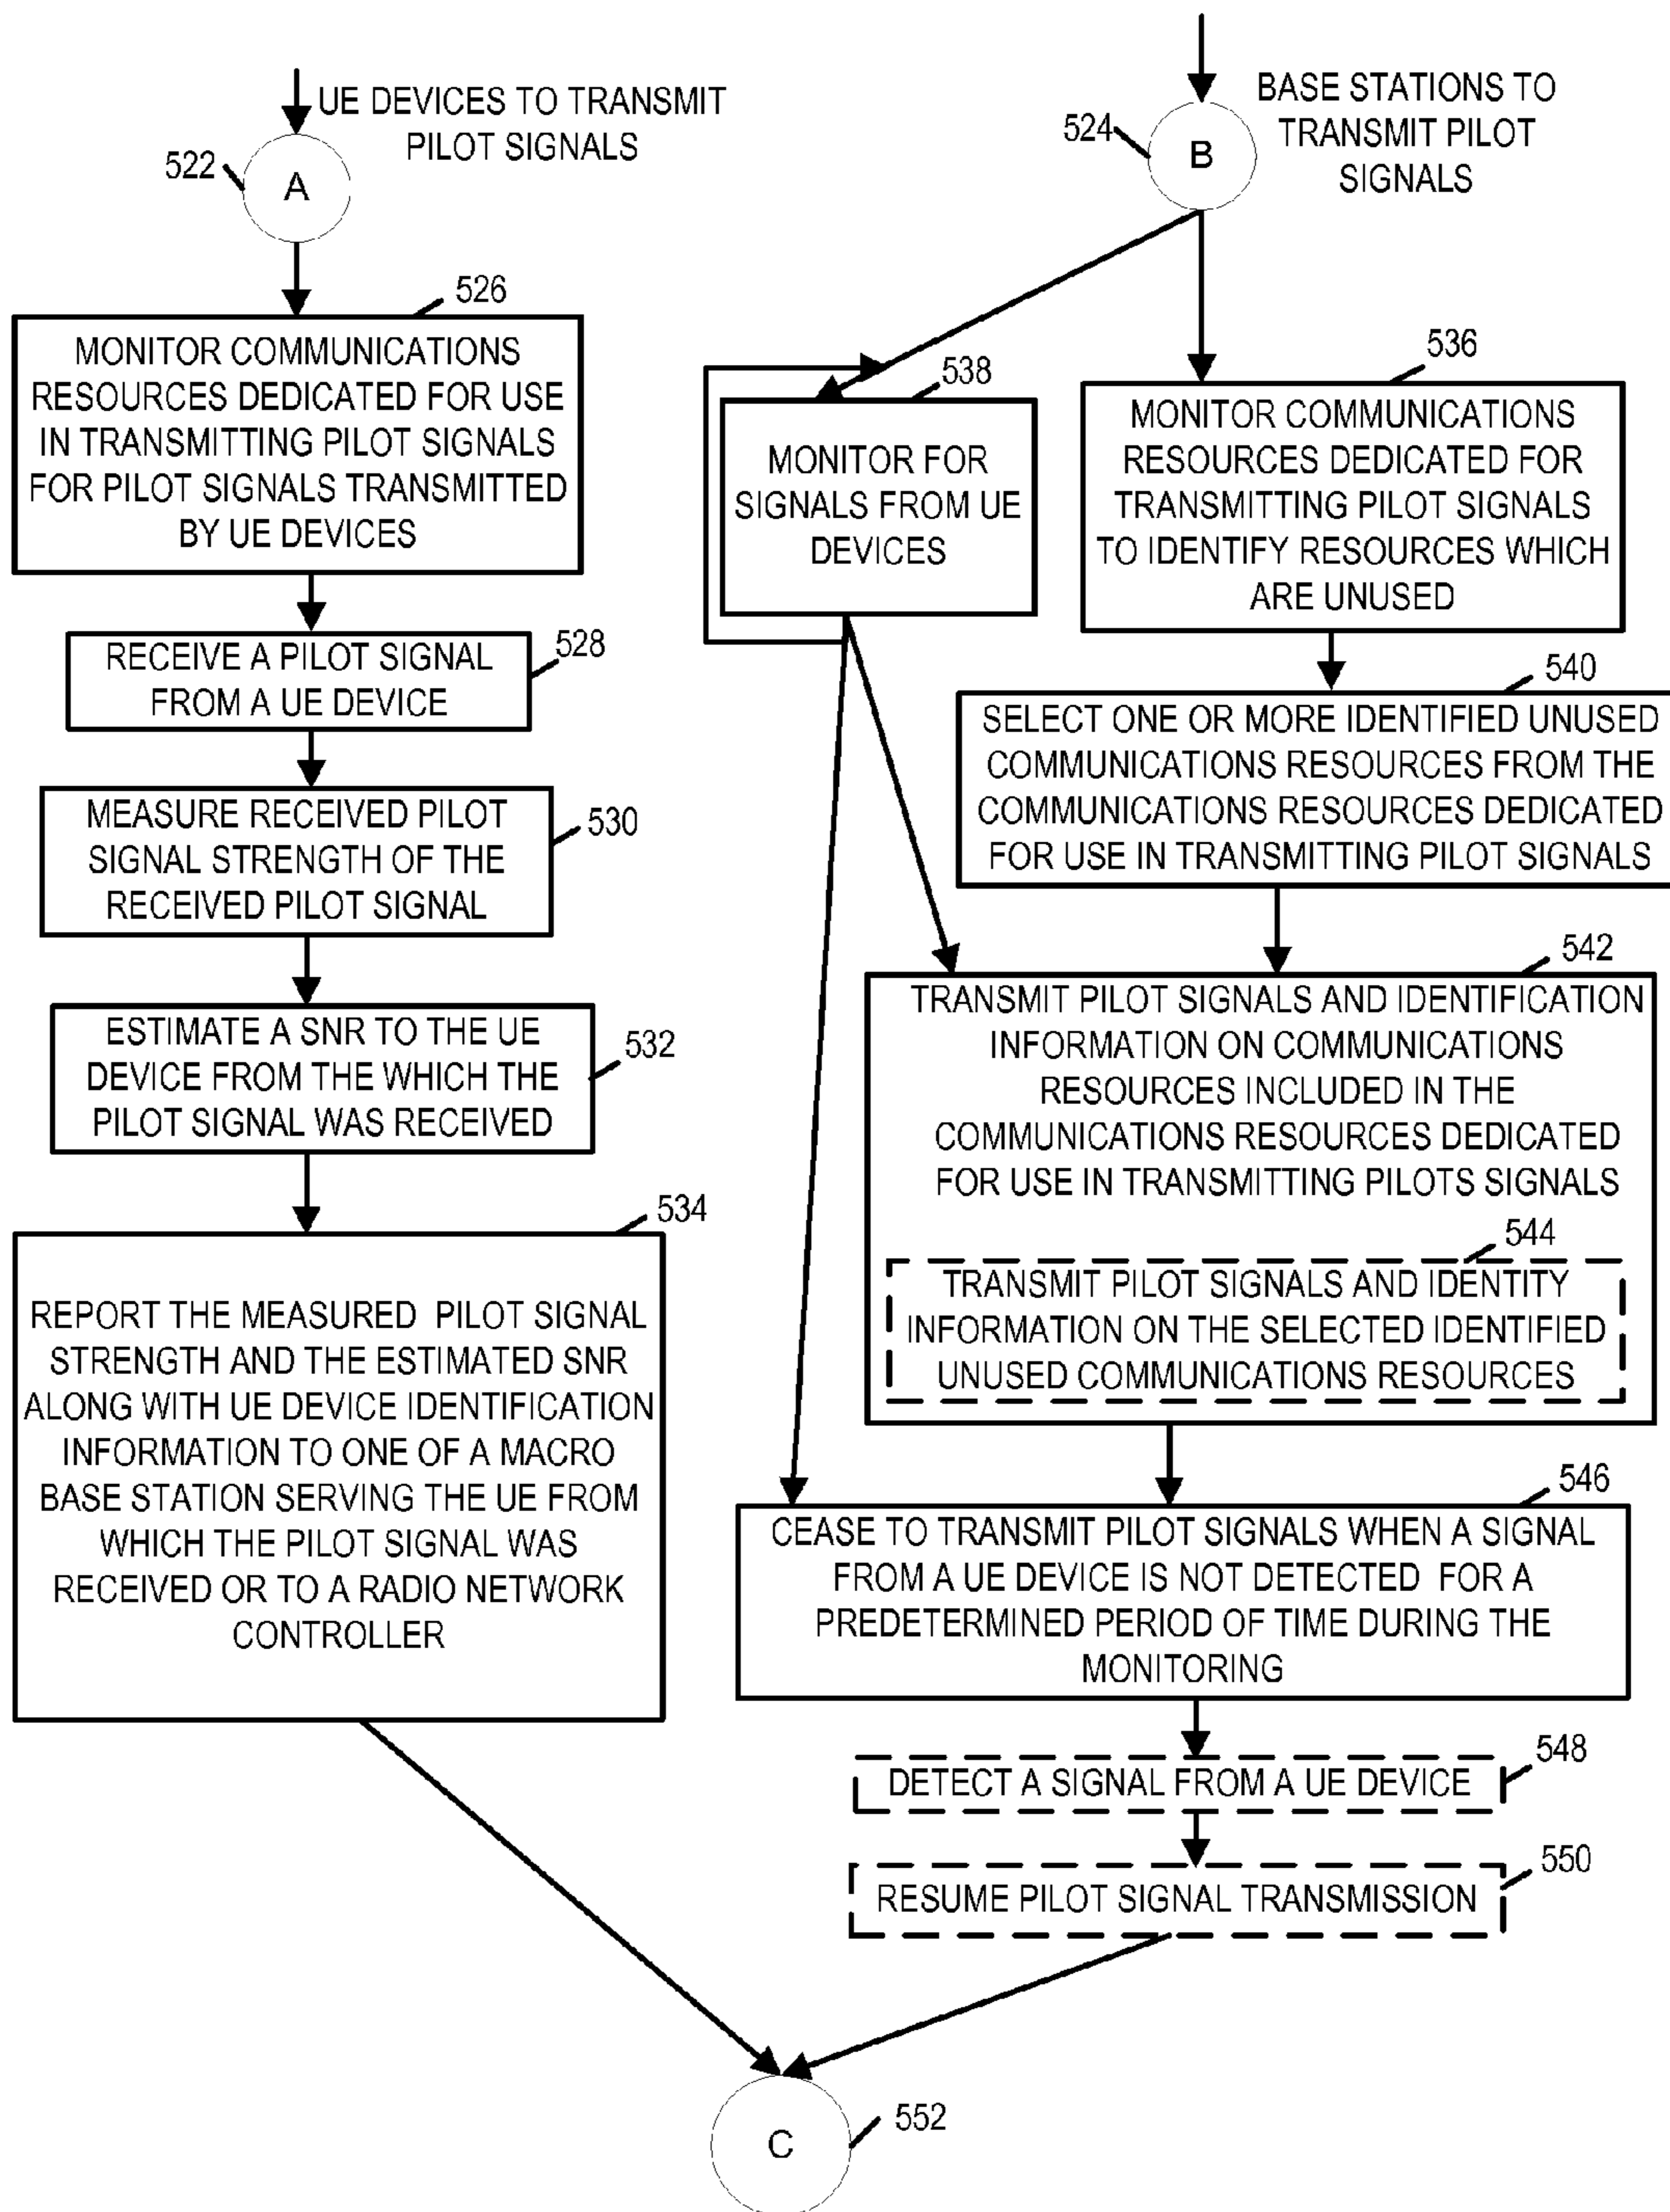 UE DEVICES TO TRANSMIT
PILOT SIGNALS
522
A
526
MONITOR COMMUNICATIONS
RESOURCES DEDICATED FOR USE
IN TRANSMITTING PILOT SIGNALS
FOR PILOT SIGNALS TRANSMITTED
BY UE DEVICES
528
RECEIVE A PILOT SIGNAL
FROM A UE DEVICE
530
MEASURE RECEIVED PILOT
SIGNAL STRENGTH OF THE
RECEIVED PILOT SIGNAL
532
ESTIMATE A SNR TO THE UE
DEVICE FROM THE WHICH THE
PILOT SIGNAL WAS RECEIVED
534
REPORT THE MEASURED PILOT SIGNAL
STRENGTH AND THE ESTIMATED SNR
ALONG WITH UE DEVICE IDENTIFICATION
INFORMATION TO ONE OF A MACRO
BASE STATION SERVING THE UE FROM
WHICH THE PILOT SIGNAL WAS
RECEIVED OR TO A RADIO NETWORK
CONTROLLER
BASE STATIONS TO
TRANSMIT PILOT
SIGNALS
524
B
538
MONITOR FOR
SIGNALS FROM UE
DEVICES
536
MONITOR COMMUNICATIONS
RESOURCES DEDICATED FOR
TRANSMITTING PILOT SIGNALS
TO IDENTIFY RESOURCES WHICH
ARE UNUSED
540
SELECT ONE OR MORE IDENTIFIED UNUSED
COMMUNICATIONS RESOURCES FROM THE
COMMUNICATIONS RESOURCES DEDICATED
FOR USE IN TRANSMITTING PILOT SIGNALS
542
TRANSMIT PILOT SIGNALS AND IDENTIFICATION
INFORMATION ON COMMUNICATIONS
RESOURCES INCLUDED IN THE
COMMUNICATIONS RESOURCES DEDICATED
FOR USE IN TRANSMITTING PILOTS SIGNALS
544
TRANSMIT PILOT SIGNALS AND IDENTITY
INFORMATION ON THE SELECTED IDENTIFIED
UNUSED COMMUNICATIONS RESOURCES
546
CEASE TO TRANSMIT PILOT SIGNALS WHEN A SIGNAL
FROM A UE DEVICE IS NOT DETECTED FOR A
PREDETERMINED PERIOD OF TIME DURING THE
MONITORING
548
DETECT A SIGNAL FROM A UE DEVICE
550
RESUME PILOT SIGNAL TRANSMISSION
C
552